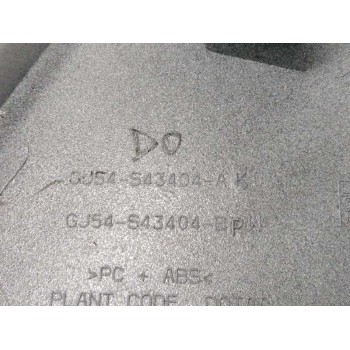 DO
GJ54-S43404-A K
GJ54-S43404-B
>PC + ABS<
PLANT CODE